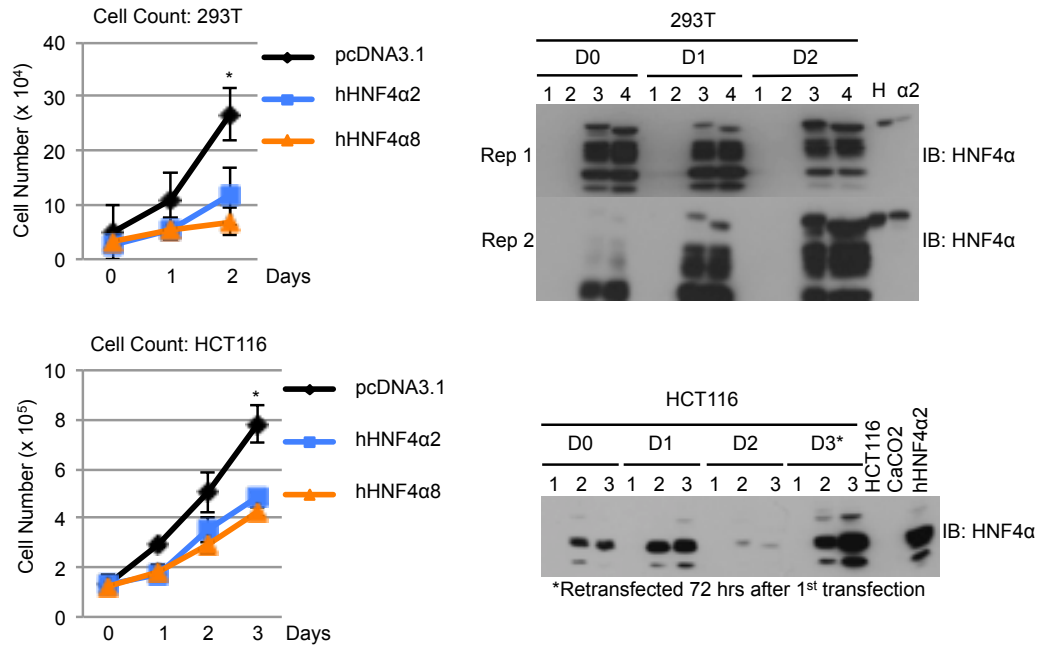 Cell Count: 293T
Cell Number (x 10⁴)
40
30
20
10
0
*
0 1 2 Days
pcDNA3.1
hHNF4α2
hHNF4α8
293T
D0 D1 D2
1 2 3 4 1 2 3 4 1 2 3 4 H α2
Rep 1 IB: HNF4α
Rep 2 IB: HNF4α
Cell Count: HCT116
Cell Number (x 10⁵)
10
8
6
4
2
0
*
0 1 2 3 Days
pcDNA3.1
hHNF4α2
hHNF4α8
HCT116
D0 D1 D2 D3*
1 2 3 1 2 3 1 2 3 1 2 3
HCT116
CaCO2
hHNF4α2
IB: HNF4α
*Retransfected 72 hrs after 1ˢᵗ transfection